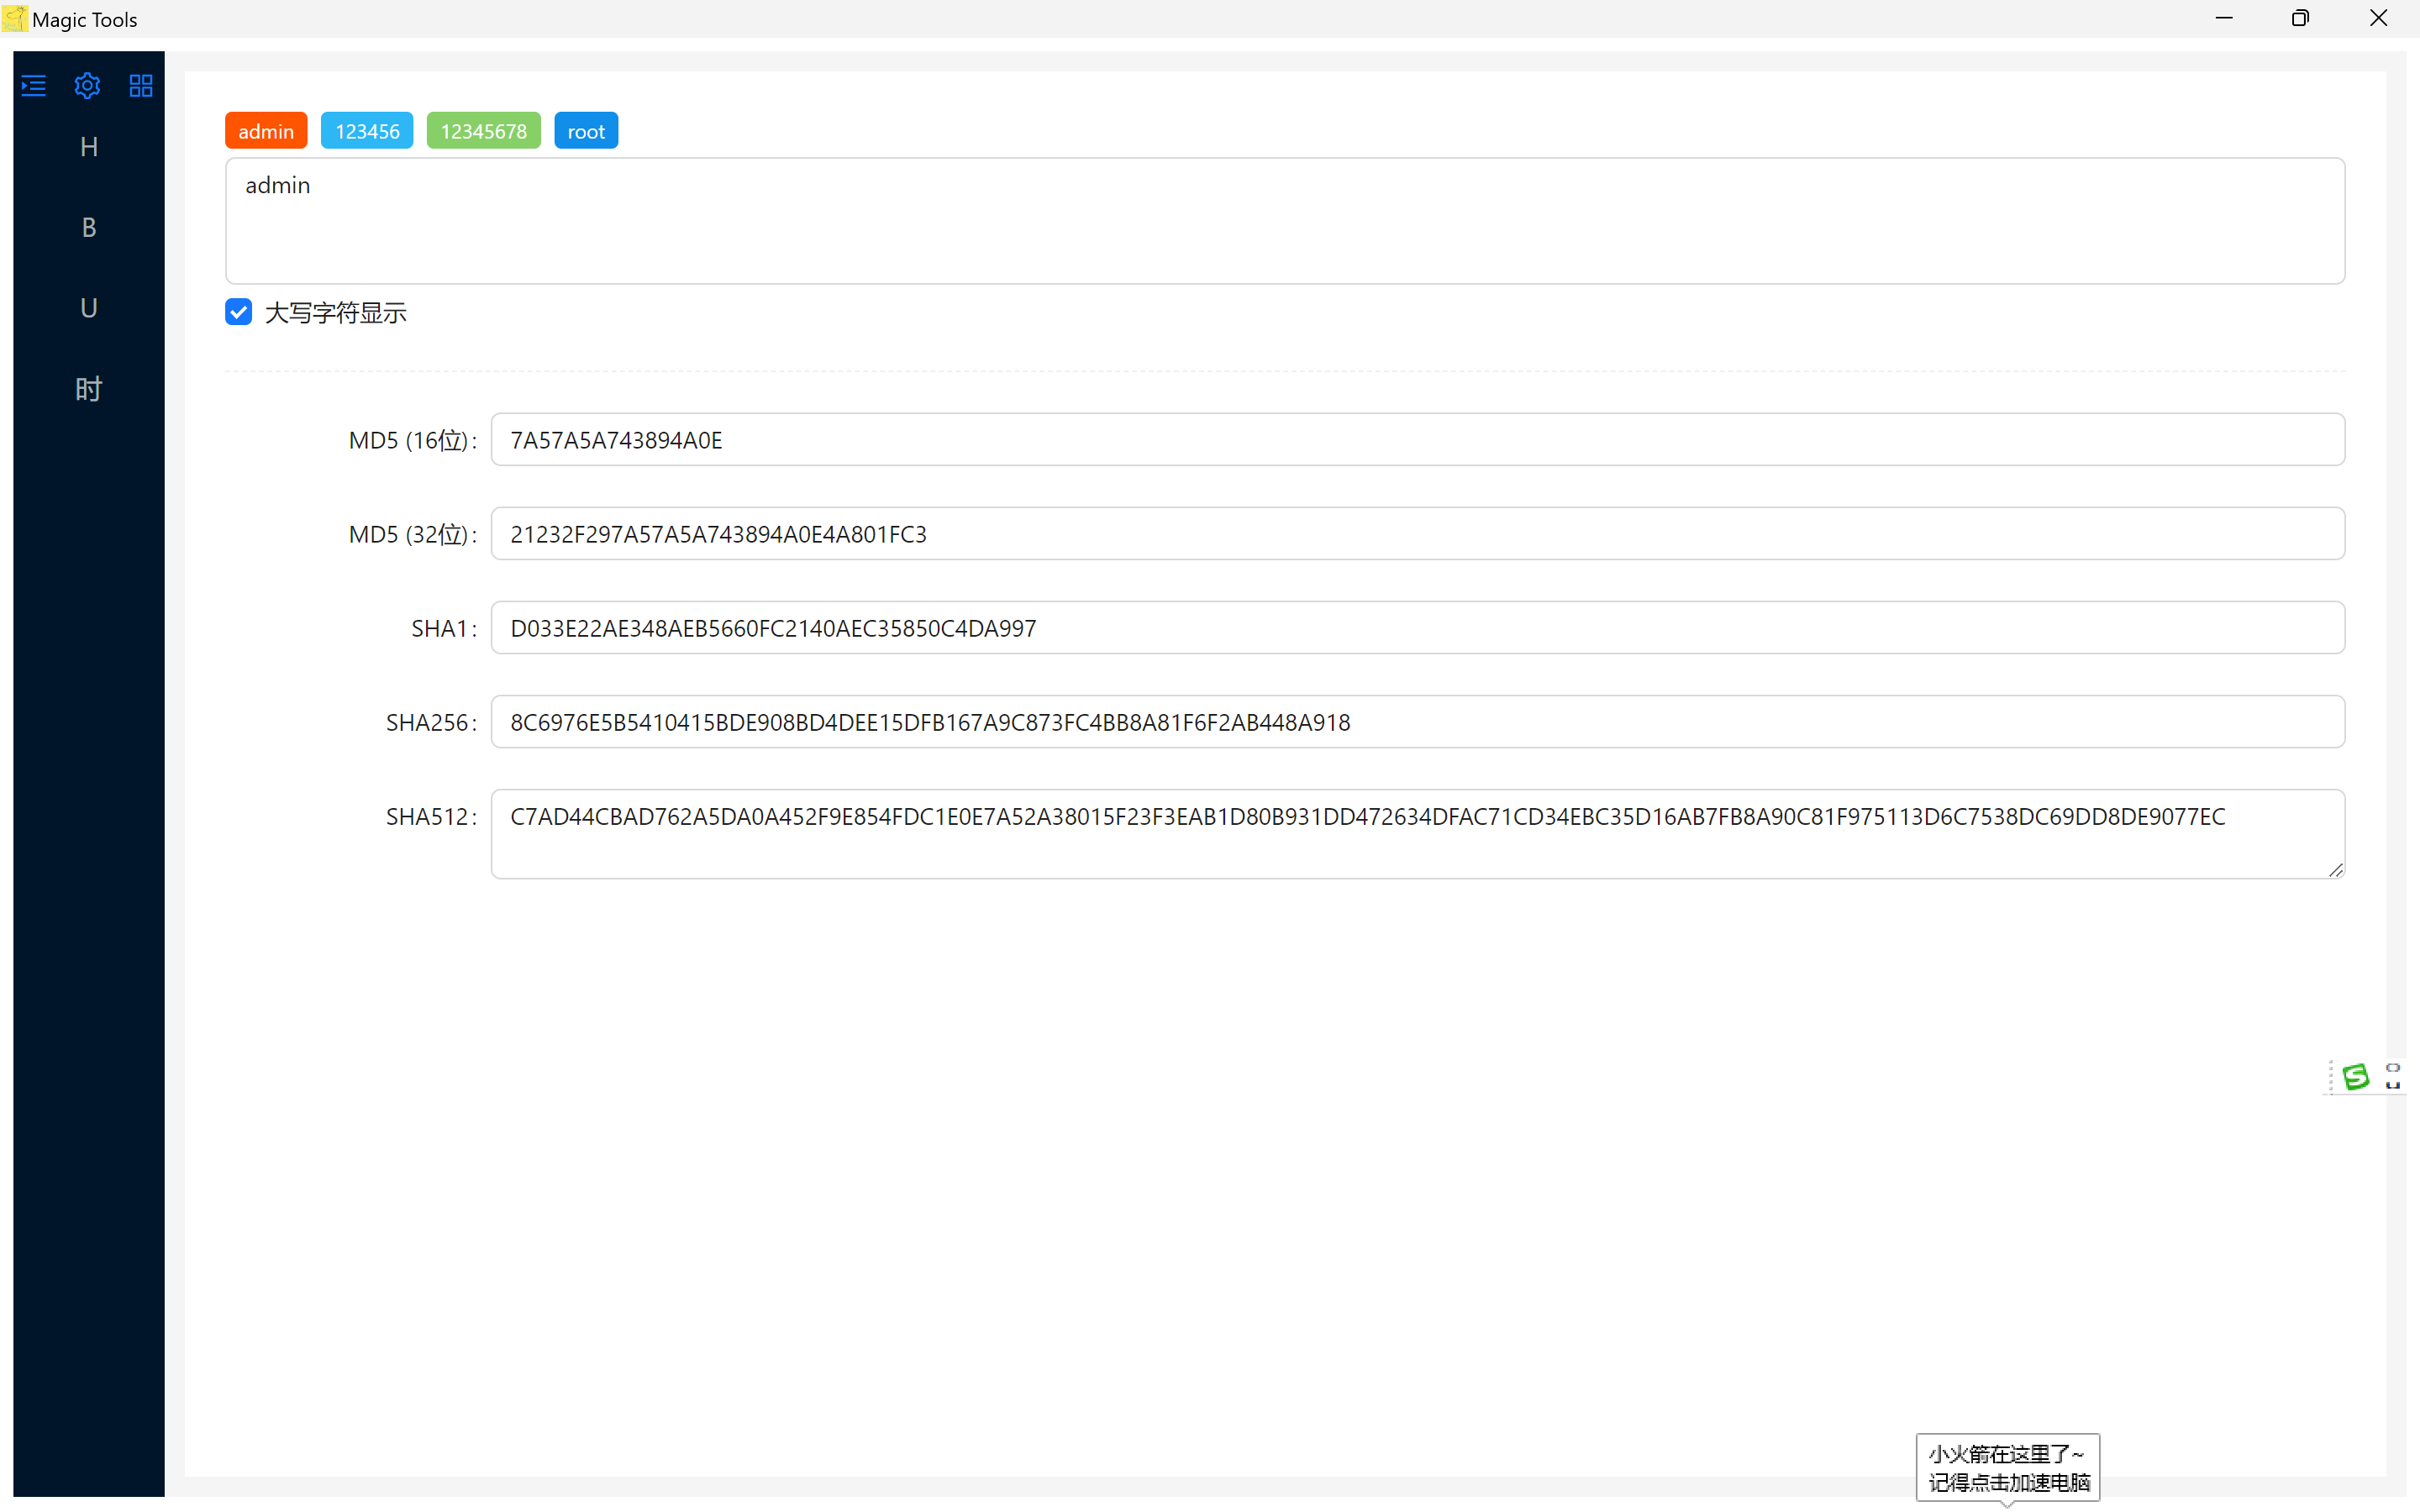 Magic Tools
H
B
U
时
admin 123456 12345678 root
admin
大写字符显示
MD5 (16位) : 7A57A5A743894A0E
MD5 (32位) : 21232F297A57A5A743894A0E4A801FC3
SHA1 : D033E22AE348AEB5660FC2140AEC35850C4DA997
SHA256 : 8C6976E5B5410415BDE908BD4DEE15DFB167A9C873FC4BB8A81F6F2AB448A918
SHA512 : C7AD44CBAD762A5DA0A452F9E854FDC1E0E7A52A38015F23F3EAB1D80B931DD472634DFAC71CD34EBC35D16AB7FB8A90C81F975113D6C7538DC69DD8DE9077EC
小火箭在这里了~
记得点击加速电脑